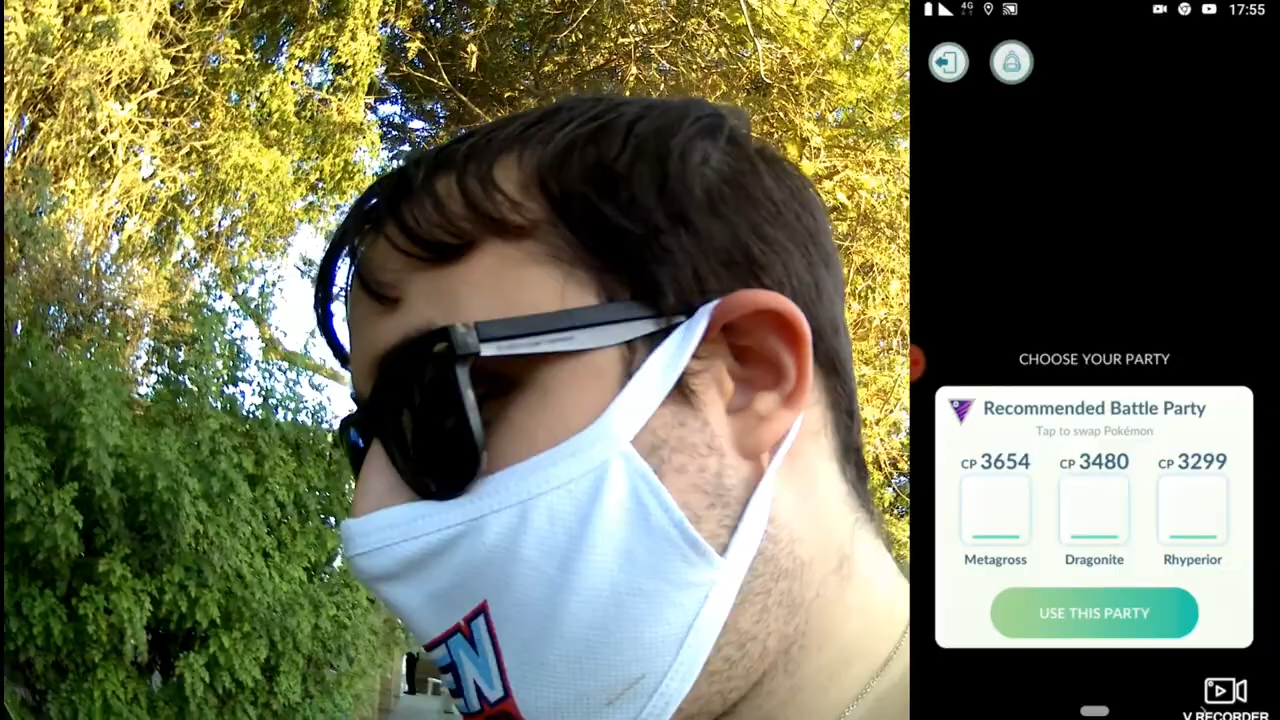 4G
17:55
CHOOSE YOUR PARTY
Recommended Battle Party
Tap to swap Pokémon
CP 3654 CP 3480 CP 3299
Metagross Dragonite Rhyperior
USE THIS PARTY
V RECORDER
EN